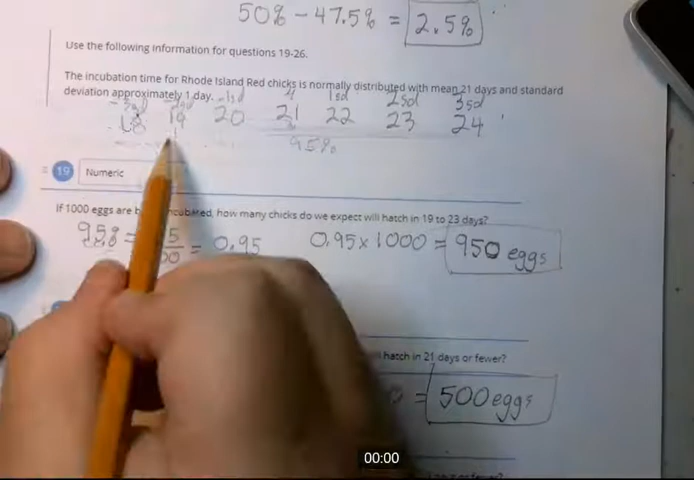 50% - 47.5% = 2.5%
Use the following information for questions 19-26.
The incubation time for Rhode Island Red chicks is normally distributed with mean 21 days and standard
deviation approximately 1 day.
-1sd 1sd 2sd 3sd
18 19 20 21 22 23 24
95%
19 Numeric
If 1000 eggs are incubated, how many chicks do we expect will hatch in 19 to 23 days?
= 0.95 0.95 x 1000 = 950 eggs
hatch in 21 days or fewer?
= 500 eggs
00:00